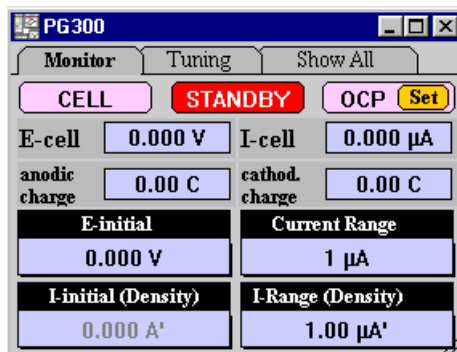 PG300
Monitor Tuning Show All
CELL STANDBY OCP Set
E-cell 0.000 V I-cell 0.000 µA
anodic charge 0.00 C cathod. charge 0.00 C
E-initial Current Range
0.000 V 1 µA
I-initial (Density) I-Range (Density)
0.000 A' 1.00 µA'